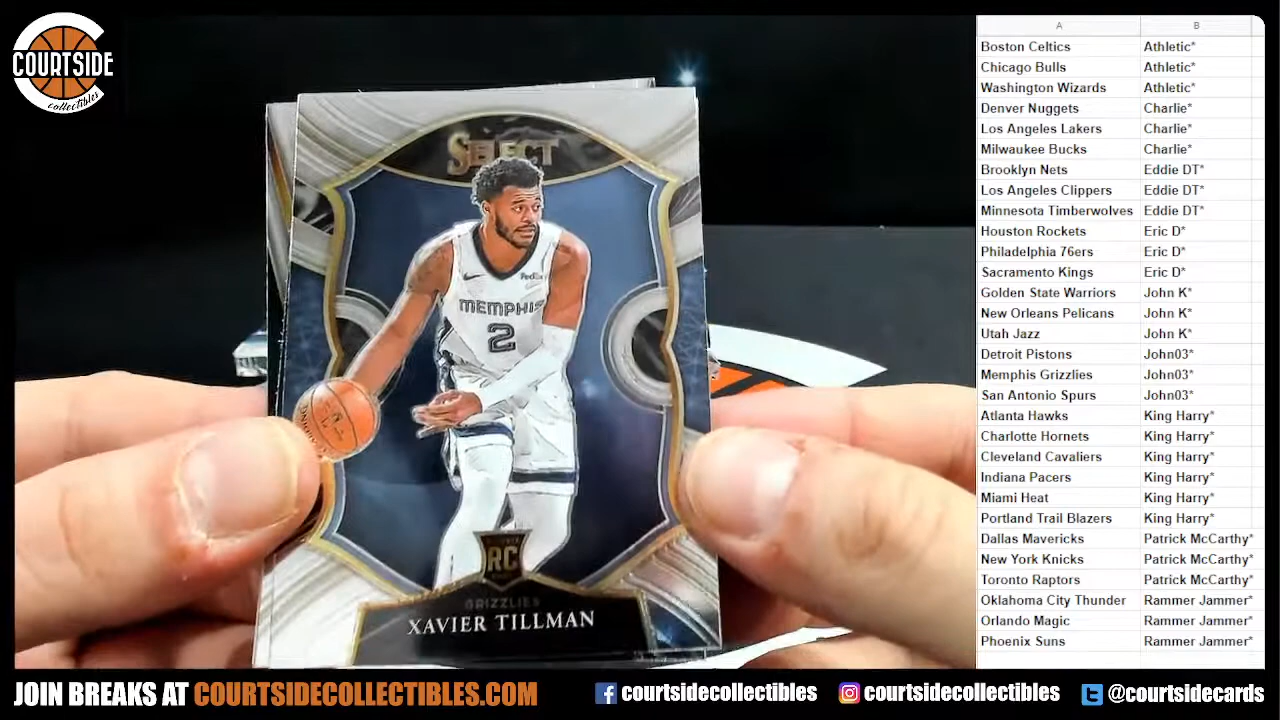 COURTSIDE
collectibles
SELECT
FedEx
MEMPHIS
2
RC
GRIZZLIES
XAVIER TILLMAN
A B
Boston Celtics Athletic*
Chicago Bulls Athletic*
Washington Wizards Athletic*
Denver Nuggets Charlie*
Los Angeles Lakers Charlie*
Milwaukee Bucks Charlie*
Brooklyn Nets Eddie DT*
Los Angeles Clippers Eddie DT*
Minnesota Timberwolves Eddie DT*
Houston Rockets Eric D*
Philadelphia 76ers Eric D*
Sacramento Kings Eric D*
Golden State Warriors John K*
New Orleans Pelicans John K*
Utah Jazz John K*
Detroit Pistons John03*
Memphis Grizzlies John03*
San Antonio Spurs John03*
Atlanta Hawks King Harry*
Charlotte Hornets King Harry*
Cleveland Cavaliers King Harry*
Indiana Pacers King Harry*
Miami Heat King Harry*
Portland Trail Blazers King Harry*
Dallas Mavericks Patrick McCarthy*
New York Knicks Patrick McCarthy*
Toronto Raptors Patrick McCarthy*
Oklahoma City Thunder Rammer Jammer*
Orlando Magic Rammer Jammer*
Phoenix Suns Rammer Jammer*
JOIN BREAKS AT COURTSIDECOLLECTIBLES.COM courtsidecollectibles courtsidecollectibles @courtsidecards